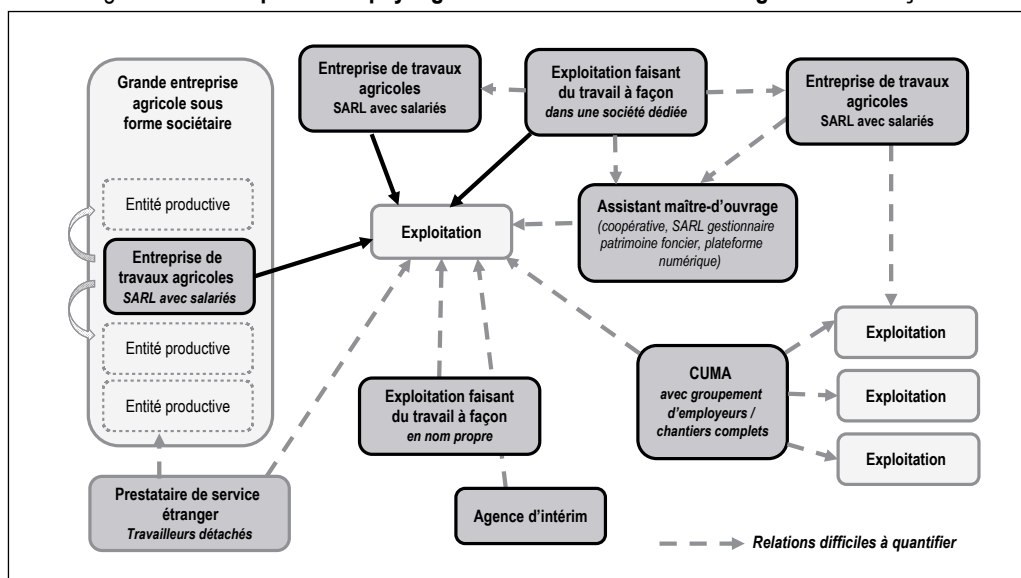 Grande entreprise
agricole sous
forme sociétaire
Entité productive
Entreprise de
travaux agricoles
SARL avec salariés
Entité productive
Entité productive
Prestataire de service
étranger
Travailleurs détachés
Entreprise de travaux
agricoles
SARL avec salariés
Exploitation faisant
du travail à façon
dans une société dédiée
Entreprise de travaux
agricoles
SARL avec salariés
Exploitation
Assistant maître-d'ouvrage
(coopérative, SARL gestionnaire
patrimoine foncier, plateforme
numérique)
Exploitation faisant
du travail à façon
en nom propre
Agence d'intérim
CUMA
avec groupement
d'employeurs /
chantiers complets
Exploitation
Exploitation
Exploitation
Relations difficiles à quantifier